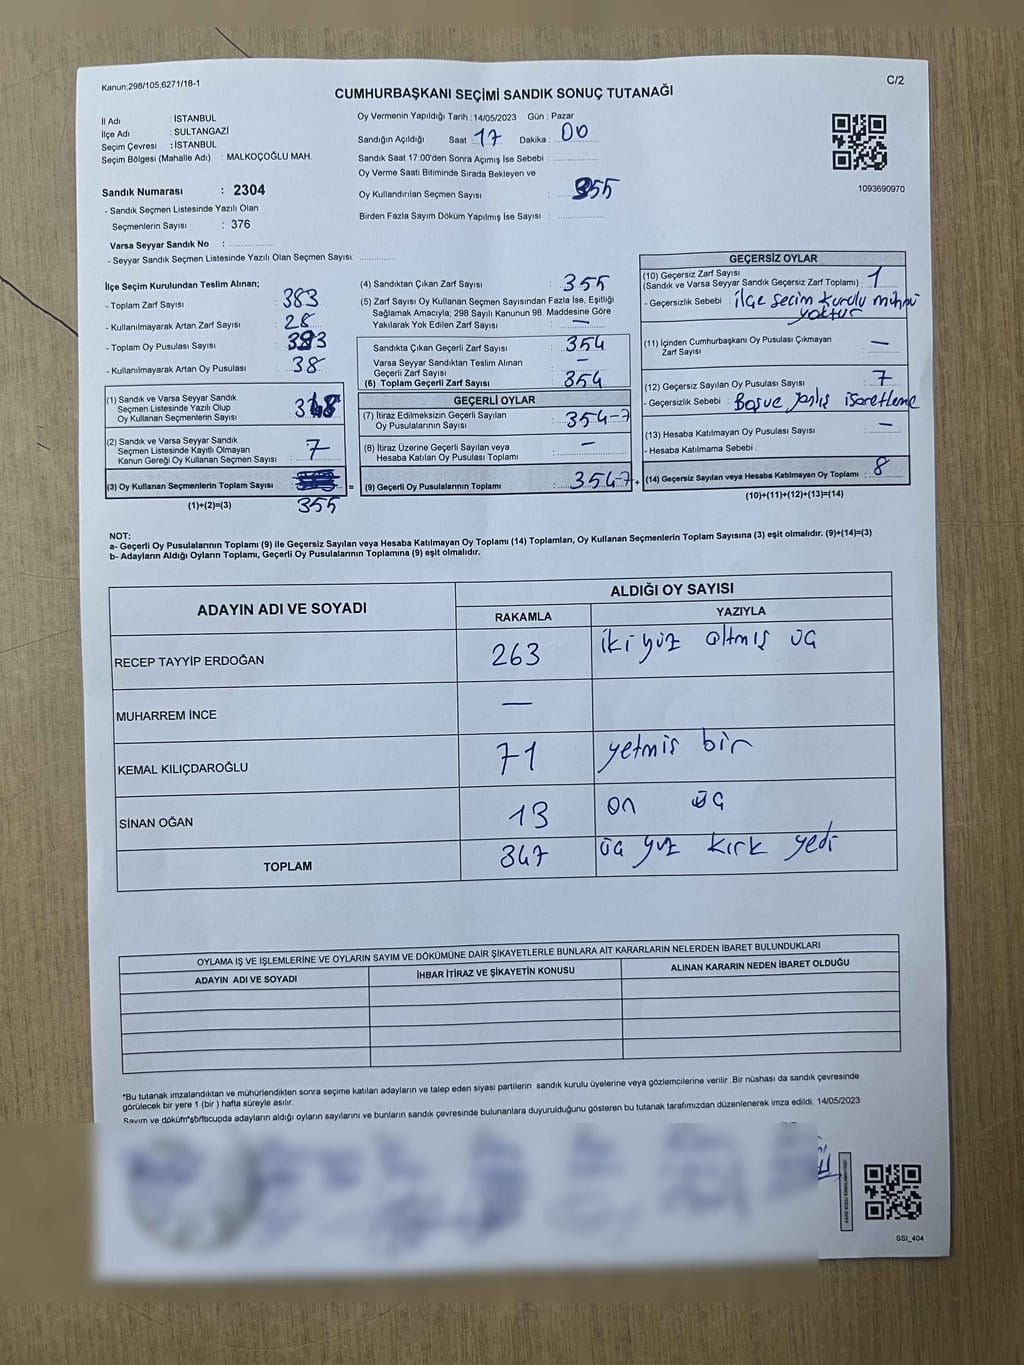 Kanun;298/105,6271/18-1
C/2
CUMHURBAŞKANI SEÇİMİ SANDIK SONUÇ TUTANAĞI
İl Adı : İSTANBUL
İlçe Adı : SULTANGAZİ
Seçim Çevresi : İSTANBUL
Seçim Bölgesi (Mahalle Adı) : MALKOÇOĞLU MAH.
Sandık Numarası : 2304
- Sandık Seçmen Listesinde Yazılı Olan
Seçmenlerin Sayısı : 376
Varsa Seyyar Sandık No :
- Seyyar Sandık Seçmen Listesinde Yazılı Olan Seçmen Sayısı:
Oy Vermenin Yapıldığı Tarih : 14/05/2023 Gün : Pazar
Sandığın Açıldığı Saat 17 Dakika : 00
Sandık Saat 17:00'den Sonra Açımış İse Sebebi :
Oy Verme Saati Bitiminde Sırada Bekleyen ve
Oy Kullandırılan Seçmen Sayısı : 355
Birden Fazla Sayım Döküm Yapılmış İse Sayısı :
1093690970
İlçe Seçim Kurulundan Teslim Alınan;
- Toplam Zarf Sayısı : 383
- Kullanılmayarak Artan Zarf Sayısı : 28
- Toplam Oy Pusulası Sayısı : 393
- Kullanılmayarak Artan Oy Pusulası : 38
(1) Sandık ve Varsa Seyyar Sandık
Seçmen Listesinde Yazılı Olup
Oy Kullanan Seçmenlerin Sayısı : 348
(2) Sandık ve Varsa Seyyar Sandık
Seçmen Listesinde Kayıtlı Olmayan
Kanun Gereği Oy Kullanan Seçmen Sayısı : 7
(3) Oy Kullanan Seçmenlerin Toplam Sayısı =
(1)+(2)=(3) 355
(4) Sandıktan Çıkan Zarf Sayısı : 355
(5) Zarf Sayısı Oy Kullanan Seçmen Sayısından Fazla İse, Eşitliği
Sağlamak Amacıyla; 298 Sayılı Kanunun 98. Maddesine Göre
Yakılarak Yok Edilen Zarf Sayısı : —
Sandıkta Çıkan Geçerli Zarf Sayısı : 354
Varsa Seyyar Sandıktan Teslim Alınan
Geçerli Zarf Sayısı : —
(6) Toplam Geçerli Zarf Sayısı : 354
GEÇERLİ OYLAR
(7) İtiraz Edilmeksizin Geçerli Sayılan
Oy Pusulalarının Sayısı : 354-7
(8) İtiraz Üzerine Geçerli Sayılan veya
Hesaba Katılan Oy Pusulası Toplamı : —
(9) Geçerli Oy Pusulalarının Toplamı : 354-7 +
GEÇERSİZ OYLAR
(10) Geçersiz Zarf Sayısı
(Sandık ve Varsa Seyyar Sandık Geçersiz Zarf Toplamı) : 1
- Geçersizlik Sebebi : ilçe seçim kurulu mührü
yoktur
(11) İçinden Cumhurbaşkanı Oy Pusulası Çıkmayan
Zarf Sayısı : —
(12) Geçersiz Sayılan Oy Pusulası Sayısı : 7
- Geçersizlik Sebebi : Boş ve yanlış işaretleme
(13) Hesaba Katılmayan Oy Pusulası Sayısı : —
- Hesaba Katılmama Sebebi :
(14) Geçersiz Sayılan veya Hesaba Katılmayan Oy Toplamı : 8
(10)+(11)+(12)+(13)=(14)
NOT:
a- Geçerli Oy Pusulalarının Toplamı (9) ile Geçersiz Sayılan veya Hesaba Katılmayan Oy Toplamı (14) Toplamları, Oy Kullanan Seçmenlerin Toplam Sayısına (3) eşit olmalıdır. (9)+(14)=(3)
b- Adayların Aldığı Oyların Toplamı, Geçerli Oy Pusulalarının Toplamına (9) eşit olmalıdır.
ADAYIN ADI VE SOYADI
ALDIĞI OY SAYISI
RAKAMLA YAZIYLA
RECEP TAYYİP ERDOĞAN 263 iki yüz altmış üç
MUHARREM İNCE —
KEMAL KILIÇDAROĞLU 71 yetmiş bir
SİNAN OĞAN 13 on üç
TOPLAM 347 üç yüz kırk yedi
OYLAMA İŞ VE İŞLEMLERİNE VE OYLARIN SAYIM VE DÖKÜMÜNE DAİR ŞİKAYETLERLE BUNLARA AİT KARARLARIN NELERDEN İBARET BULUNDUKLARI
ADAYIN ADI VE SOYADI İHBAR İTİRAZ VE ŞİKAYETİN KONUSU ALINAN KARARIN NEDEN İBARET OLDUĞU
*Bu tutanak imzalandıktan ve mühürlendikten sonra seçime katılan adayların ve talep eden siyasi partilerin sandık kurulu üyelerine veya gözlemcilerine verilir .Bir nüshası da sandık çevresinde
görülecek bir yere 1 (bir ) hafta süreyle asılır.
Sayım ve döküm sonucunda adayların aldığı oyların sayılarını ve bunların sandık çevresinde bulunanlara duyurulduğunu gösteren bu tutanak tarafımızdan düzenlenerek imza edildi. 14/05/2023
SSI_404